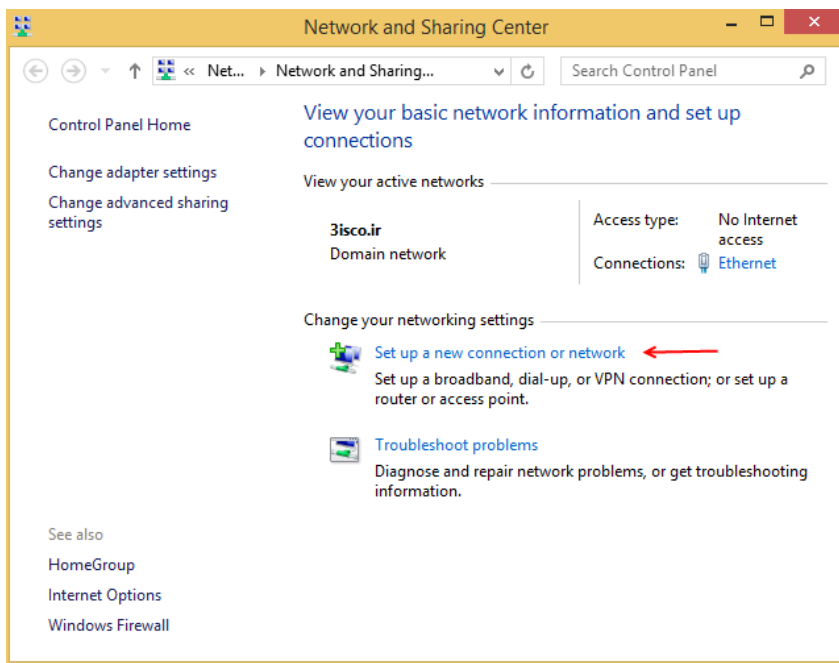 Network and Sharing Center
« Net... Network and Sharing... Search Control Panel
Control Panel Home
Change adapter settings
Change advanced sharing
settings
View your basic network information and set up
connections
View your active networks
3isco.ir
Domain network
Access type: No Internet
access
Connections: Ethernet
Change your networking settings
Set up a new connection or network
Set up a broadband, dial-up, or VPN connection; or set up a
router or access point.
Troubleshoot problems
Diagnose and repair network problems, or get troubleshooting
information.
See also
HomeGroup
Internet Options
Windows Firewall